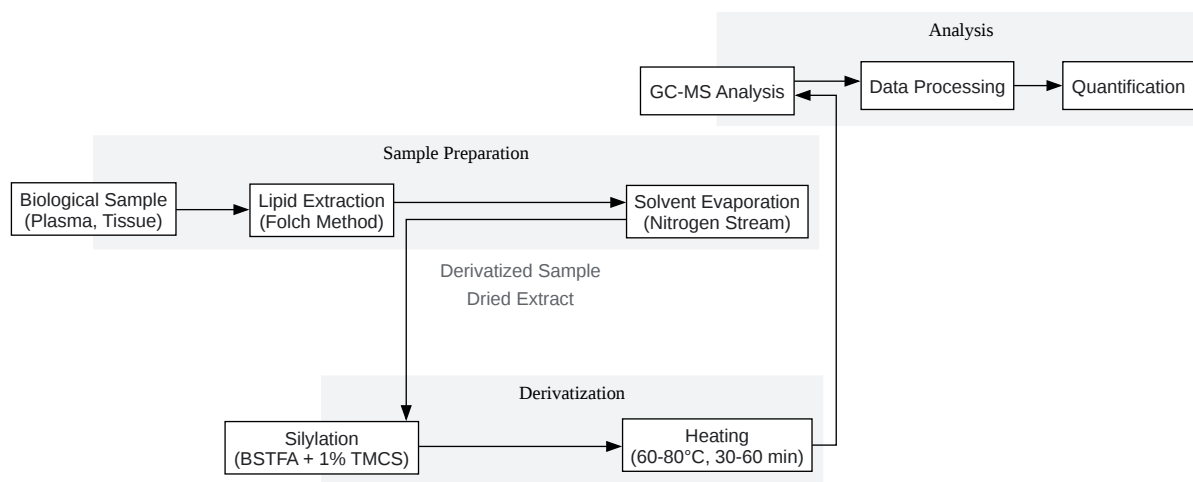 Analysis
GC-MS Analysis
Data Processing
Quantification
Sample Preparation
Biological Sample
(Plasma, Tissue)
Lipid Extraction
(Folch Method)
Solvent Evaporation
(Nitrogen Stream)
Derivatized Sample
Dried Extract
Derivatization
Silylation
(BSTFA + 1% TMCS)
Heating
(60-80°C, 30-60 min)